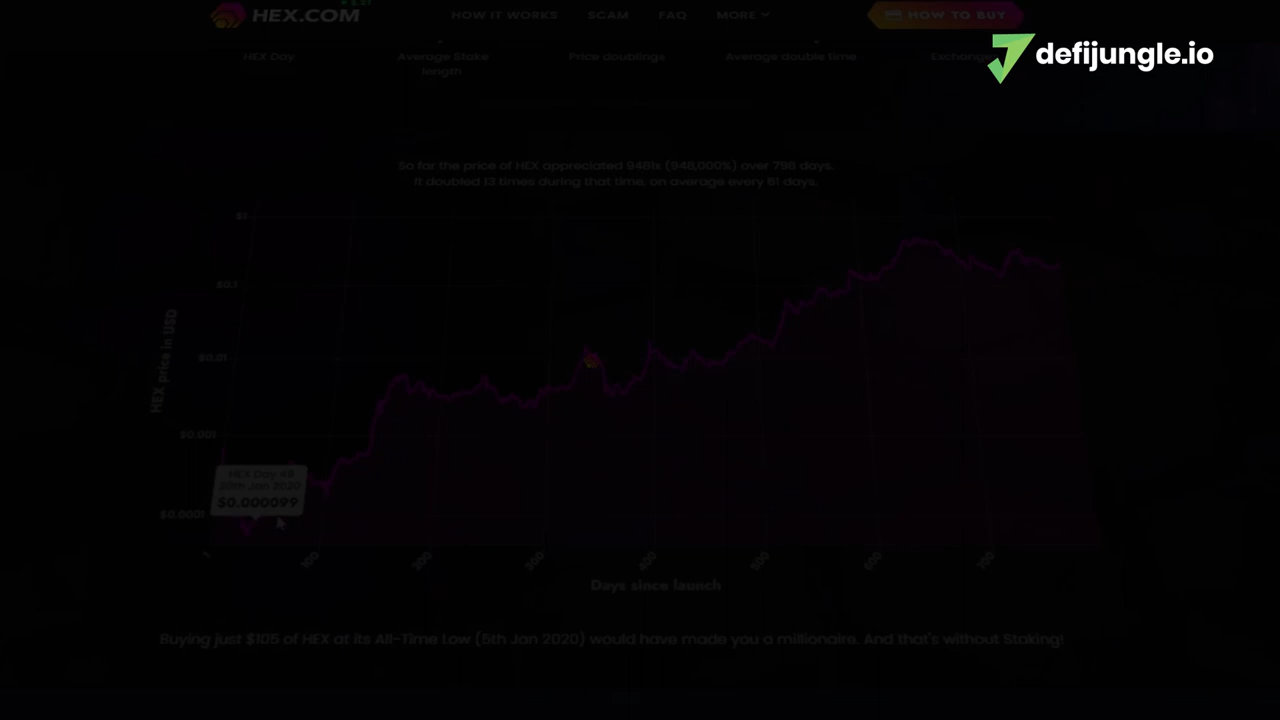 HEX.COM
HOW IT WORKS
SCAM
FAQ
MORE
HOW TO BUY
defijungle.io
HEX Day
Average Stake
length
Price doublings
Average double time
So far the price of HEX appreciated 9481x (948,000%) over 798 days.
It doubled 13 times during that time, on average every 61 days.
$1
$0.1
$0.01
$0.001
$0.0001
HEX price in USD
$0.000099
1
100
200
300
400
500
600
700
Days since launch
Buying just $105 of HEX at its All-Time Low (5th Jan 2020) would have made you a millionaire. And that's without Staking!